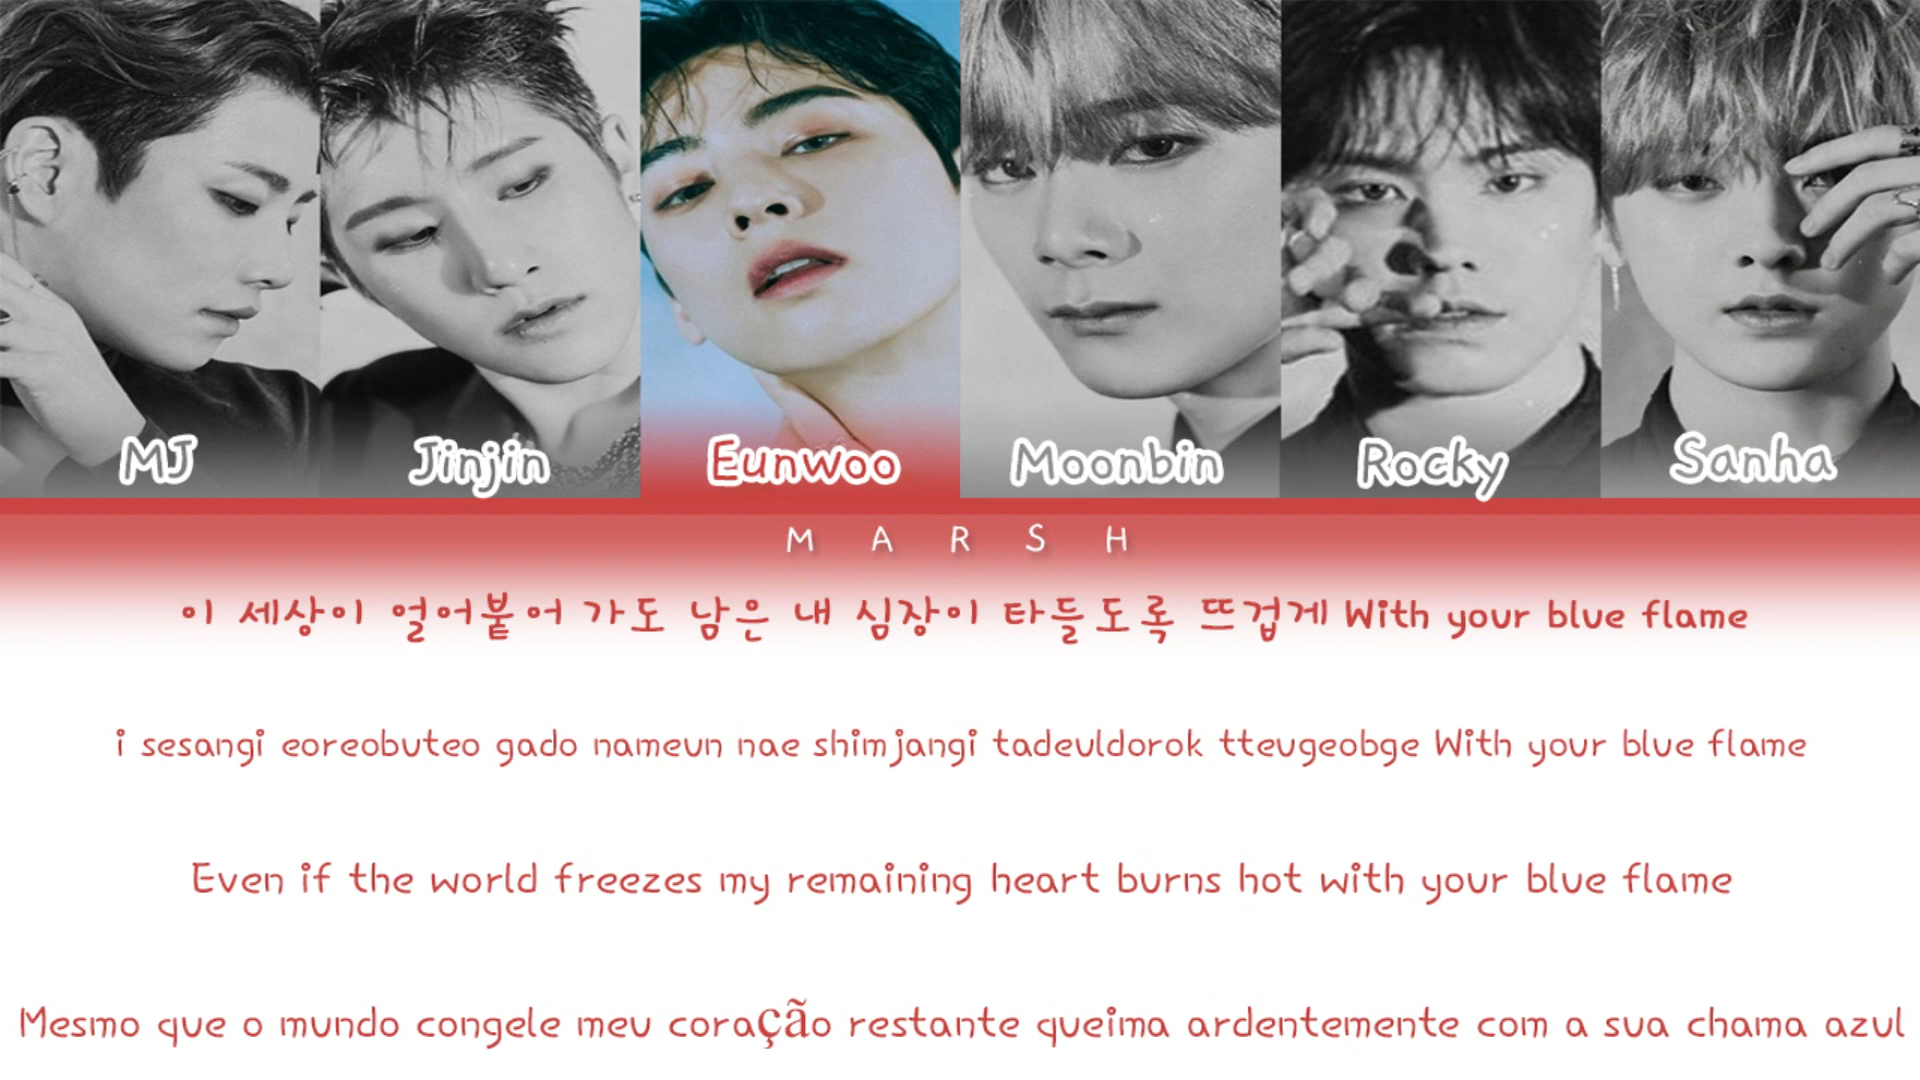 MJ Jinjin Eunwoo Moonbin Rocky Sanha
MARSH
이 세상이 얼어붙어 가도 남은 내 심장이 타들도록 뜨겁게 With your blue flame
i sesangi eoreobuteo gado nameun nae shimjangi tadeuldorok tteugeobge With your blue flame
Even if the world freezes my remaining heart burns hot with your blue flame
Mesmo que o mundo congele meu coração restante queima ardentemente com a sua chama azul